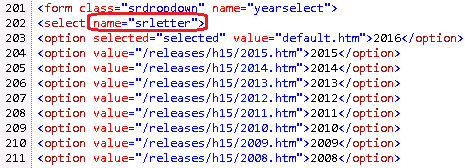 201 <form class="srdropdown" name="yearselect">
202 <select name="srletter">
203 <option selected="selected" value="default.htm">2016</option>
204 <option value="/releases/h15/2015.htm">2015</option>
205 <option value="/releases/h15/2014.htm">2014</option>
206 <option value="/releases/h15/2013.htm">2013</option>
207 <option value="/releases/h15/2012.htm">2012</option>
208 <option value="/releases/h15/2011.htm">2011</option>
209 <option value="/releases/h15/2010.htm">2010</option>
210 <option value="/releases/h15/2009.htm">2009</option>
211 <option value="/releases/h15/2008.htm">2008</option>